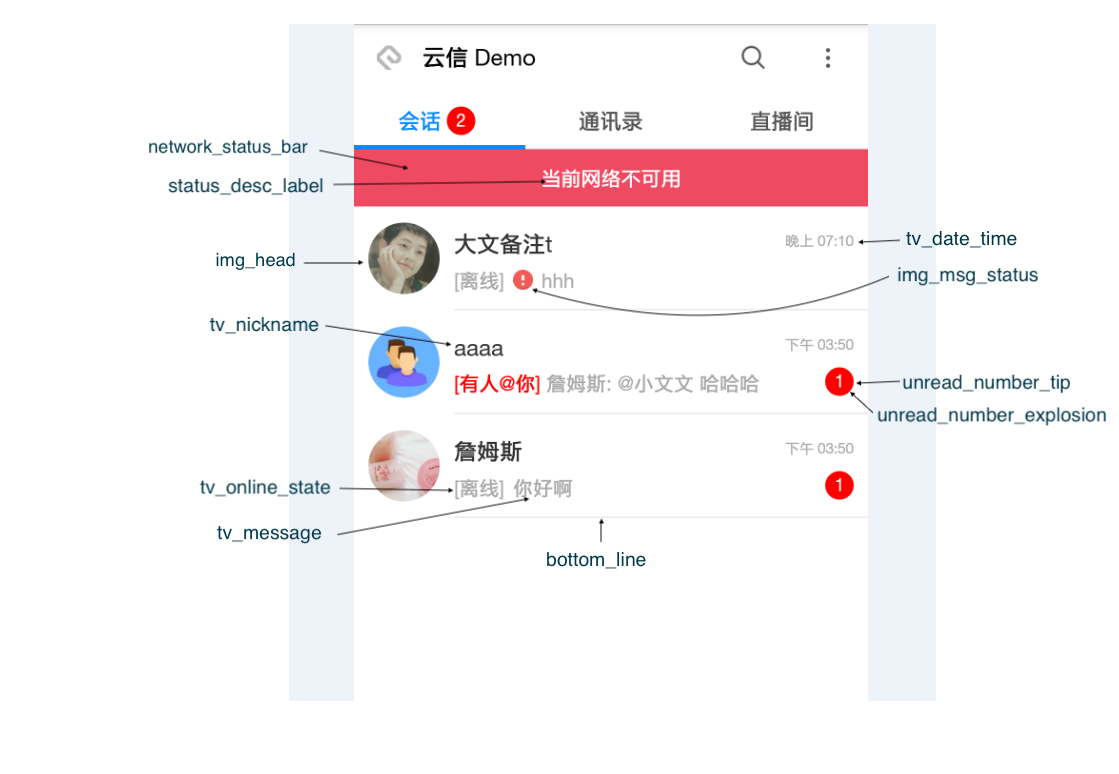 云信 Demo
会话 2 通讯录 直播间
network_status_bar
status_desc_label
当前网络不可用
大文备注t
晚上 07:10
tv_date_time
img_head
[离线] ! hhh
img_msg_status
tv_nickname
aaaa
下午 03:50
[有人@你] 詹姆斯: @小文文 哈哈哈
1
unread_number_tip
unread_number_explosion
詹姆斯
下午 03:50
tv_online_state
[离线] 你好啊
1
tv_message
bottom_line